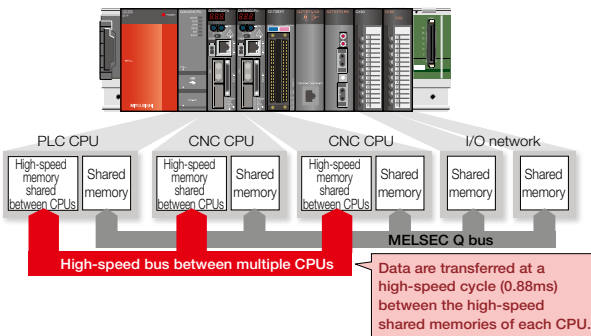 MITSUBISHI
PLC CPU
CNC CPU
CNC CPU
I/O network
High-speed
memory
shared
between CPUs
Shared
memory
High-speed
memory
shared
between CPUs
Shared
memory
High-speed
memory
shared
between CPUs
Shared
memory
Shared
memory
Shared
memory
MELSEC Q bus
High-speed bus between multiple CPUs
Data are transferred at a
high-speed cycle (0.88ms)
between the high-speed
shared memories of each CPU.